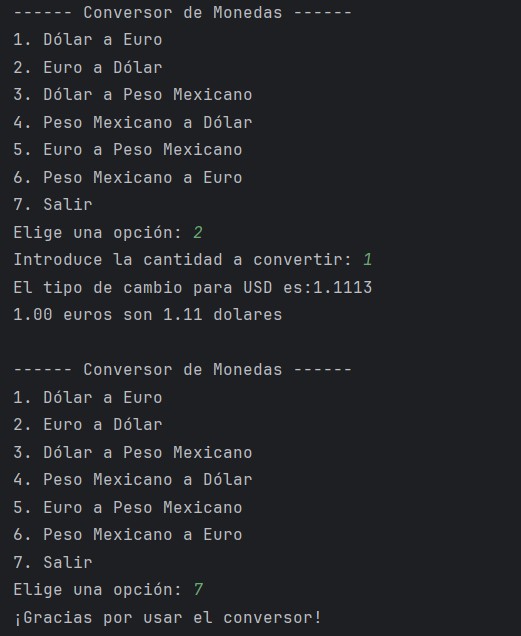 ------ Conversor de Monedas ------
1. Dólar a Euro
2. Euro a Dólar
3. Dólar a Peso Mexicano
4. Peso Mexicano a Dólar
5. Euro a Peso Mexicano
6. Peso Mexicano a Euro
7. Salir
Elige una opción: 2
Introduce la cantidad a convertir: 1
El tipo de cambio para USD es:1.1113
1.00 euros son 1.11 dolares
------ Conversor de Monedas ------
1. Dólar a Euro
2. Euro a Dólar
3. Dólar a Peso Mexicano
4. Peso Mexicano a Dólar
5. Euro a Peso Mexicano
6. Peso Mexicano a Euro
7. Salir
Elige una opción: 7
¡Gracias por usar el conversor!